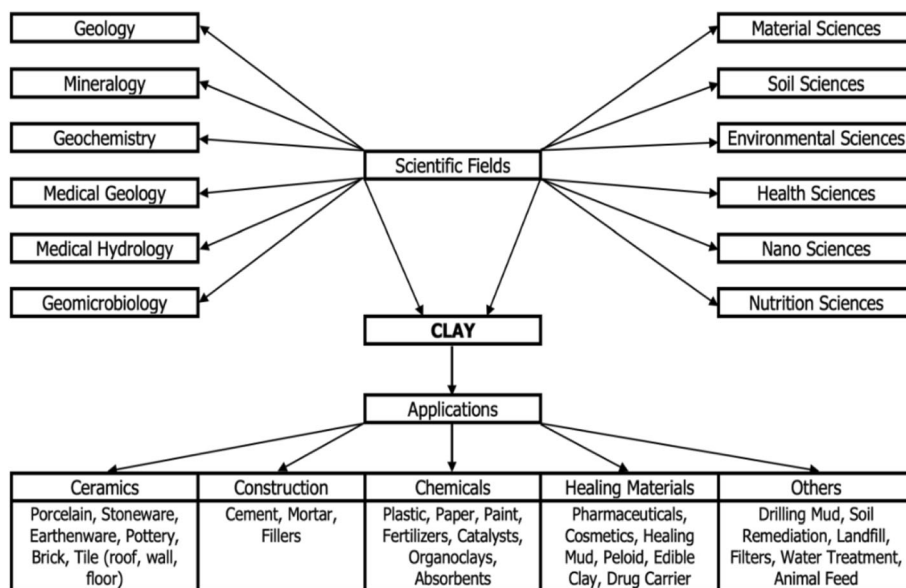 Geology
Mineralogy
Geochemistry
Medical Geology
Medical Hydrology
Geomicrobiology
Scientific Fields
Material Sciences
Soil Sciences
Environmental Sciences
Health Sciences
Nano Sciences
Nutrition Sciences
CLAY
Applications
Ceramics
Porcelain, Stoneware,
Earthenware, Pottery,
Brick, Tile (roof, wall,
floor)
Construction
Cement, Mortar,
Fillers
Chemicals
Plastic, Paper, Paint,
Fertilizers, Catalysts,
Organoclays,
Absorbents
Healing Materials
Pharmaceuticals,
Cosmetics, Healing
Mud, Peloid, Edible
Clay, Drug Carrier
Others
Drilling Mud, Soil
Remediation, Landfill,
Filters, Water Treatment,
Animal Feed